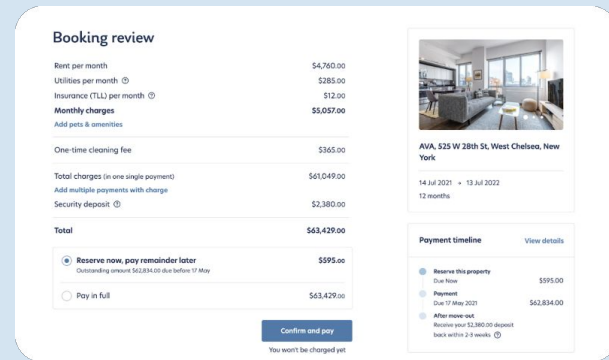 Booking review
Rent per month $4,760.00
Utilities per month ? $285.00
Insurance (TLL) per month ? $12.00
Monthly charges $5,057.00
Add pets & amenities
One-time cleaning fee $365.00
Total charges (in one single payment) $61,049.00
Add multiple payments with charge
Security deposit ? $2,380.00
Total $63,429.00
Reserve now, pay remainder later $595.00
Outstanding amount $62,834.00 due before 17 May
Pay in full $63,429.00
Confirm and pay
You won't be charged yet
AVA, 525 W 28th St, West Chelsea, New
York
14 Jul 2021 • 13 Jul 2022
12 months
Payment timeline View details
Reserve this property
Due Now $595.00
Payment
Due 17 May 2021 $62,834.00
After move-out
Receive your $2,380.00 deposit
back within 2-3 weeks. ?